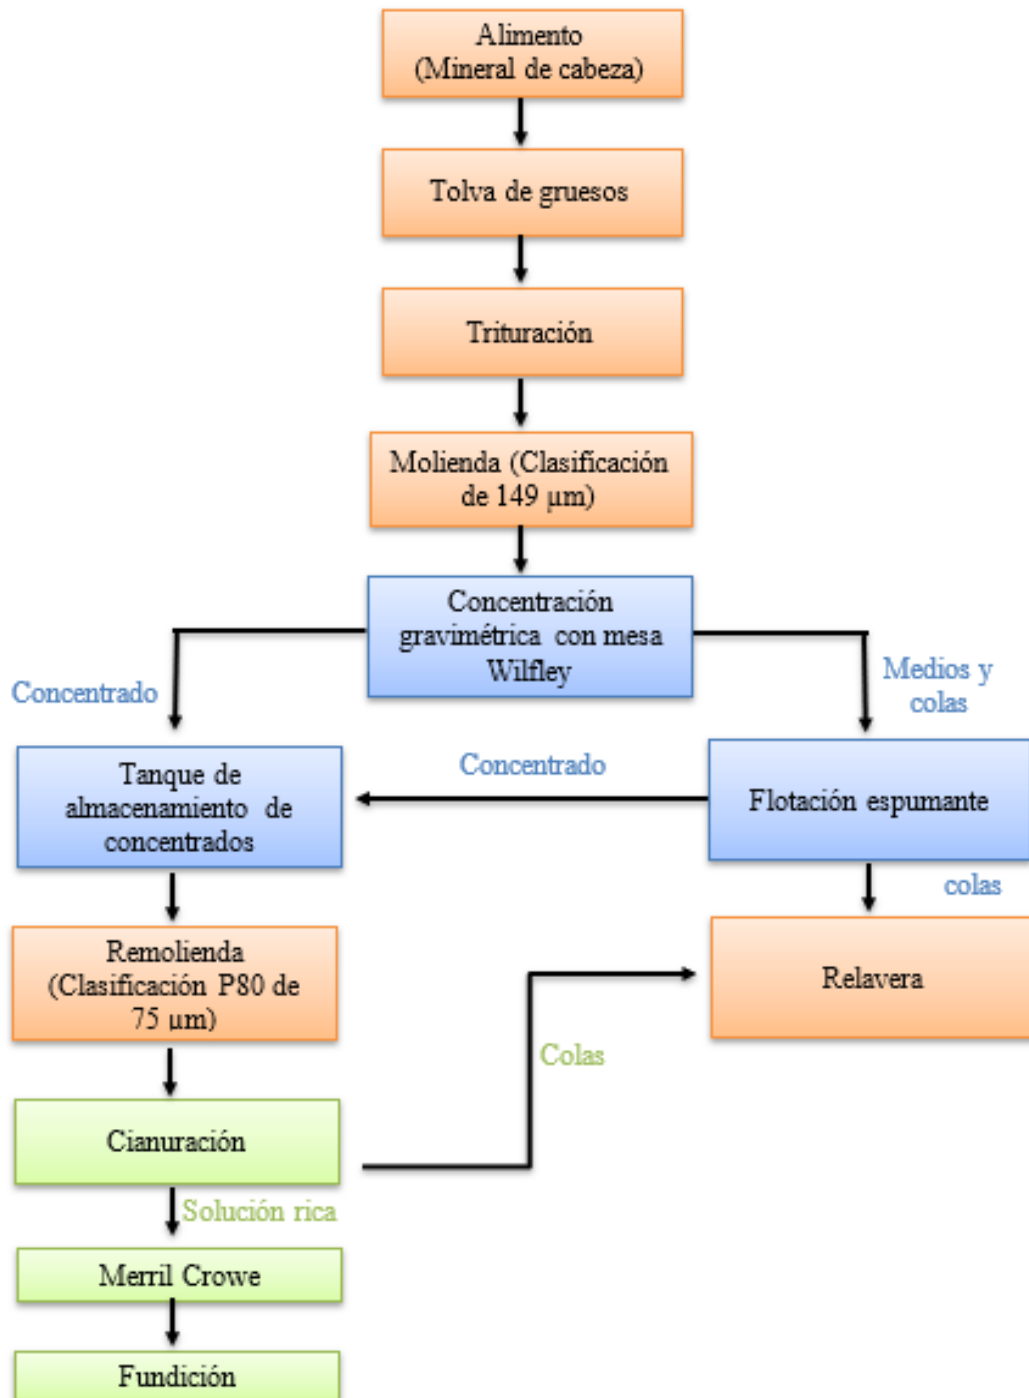 Alimento
(Mineral de cabeza)
Tolva de gruesos
Trituración
Molienda (Clasificación
de 149 µm)
Concentración
gravimétrica con mesa
Wilfley
Concentrado
Medios y
colas
Tanque de
almacenamiento de
concentrados
Concentrado
Flotación espumante
colas
Remolienda
(Clasificación P80 de
75 µm)
Relavera
Colas
Cianuración
Solución rica
Merril Crowe
Fundición